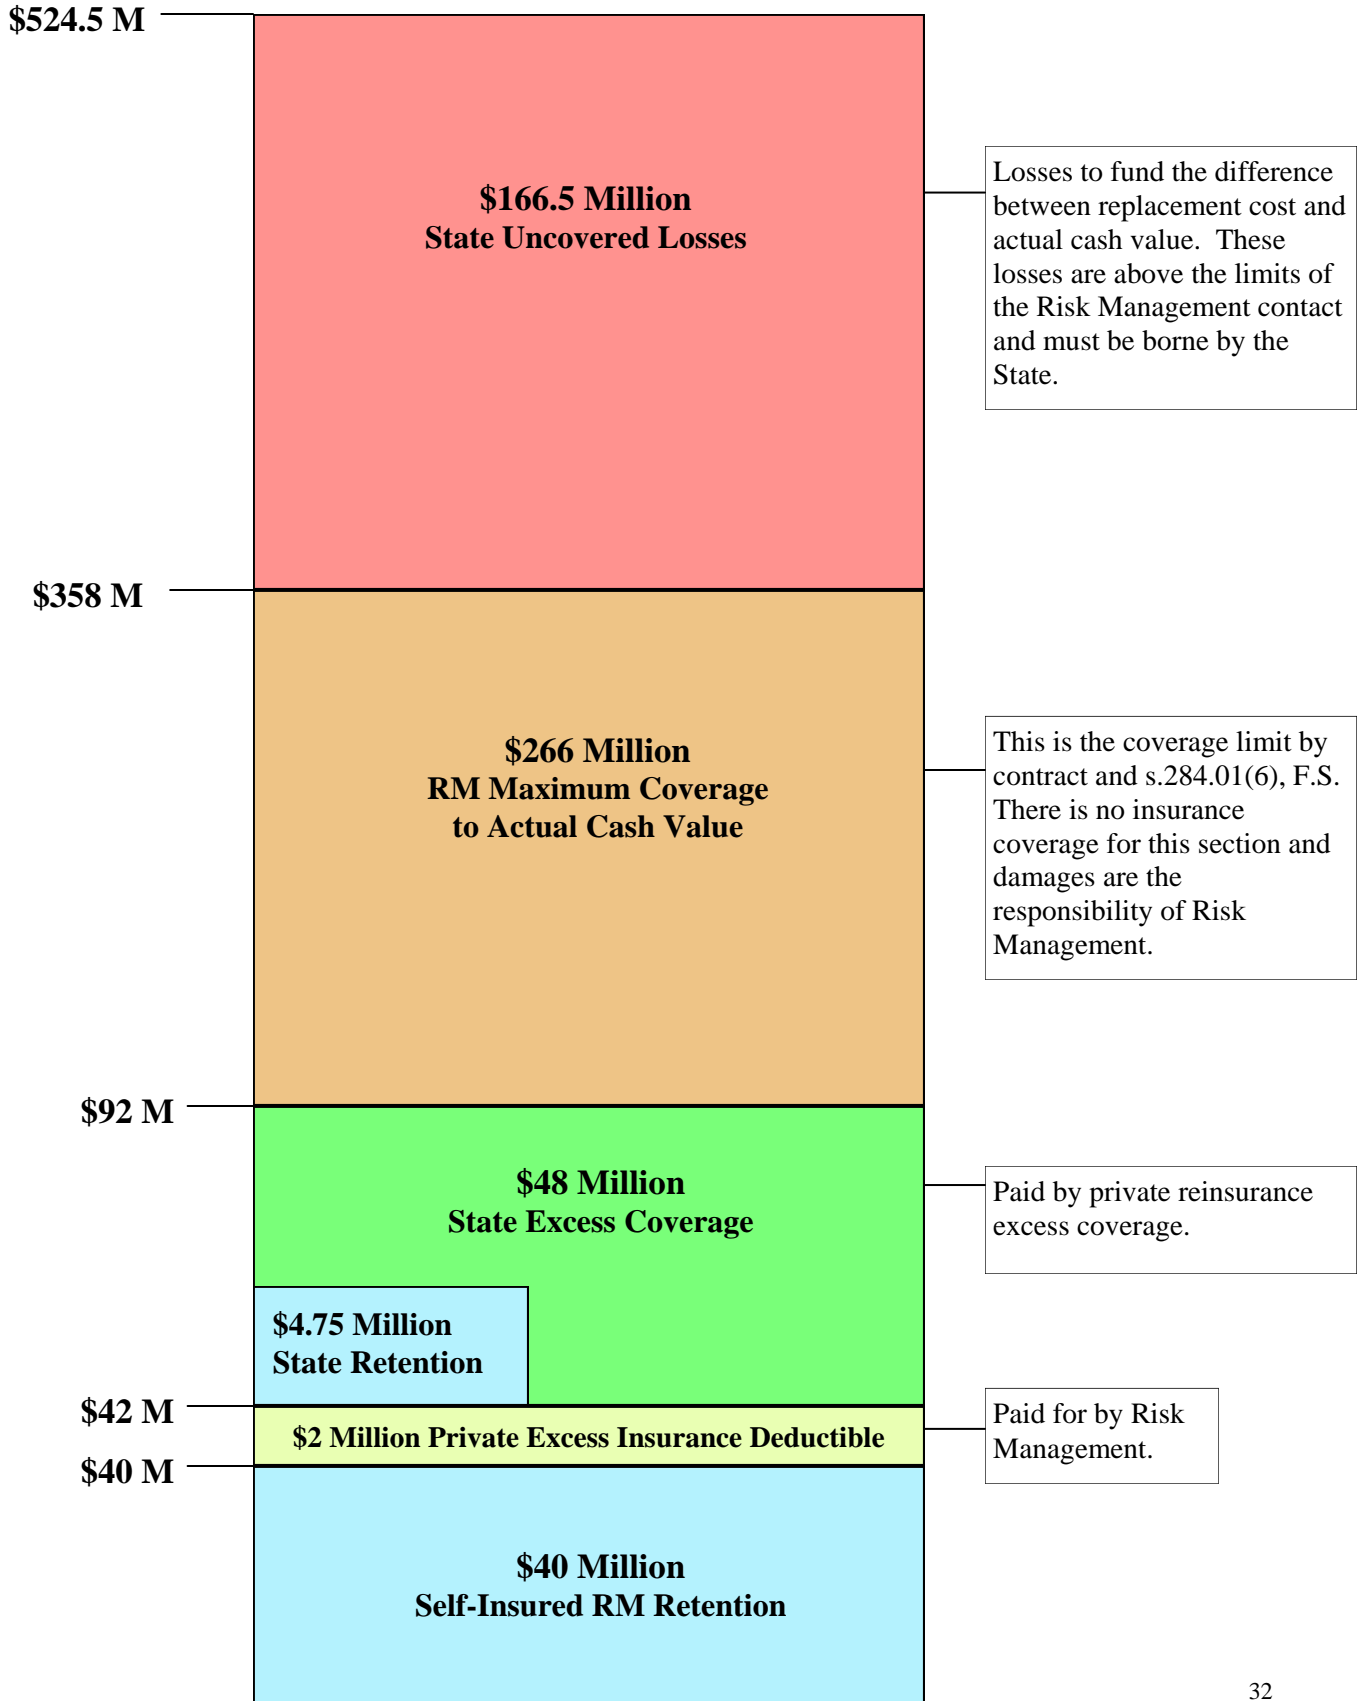 $524.5 M
$166.5 Million
State Uncovered Losses
Losses to fund the difference
between replacement cost and
actual cash value.  These
losses are above the limits of
the Risk Management contact
and must be borne by the
State.
$358 M
$266 Million
RM Maximum Coverage
to Actual Cash Value
This is the coverage limit by
contract and s.284.01(6), F.S.
There is no insurance
coverage for this section and
damages are the
responsibility of Risk
Management.
$92 M
$48 Million
State Excess Coverage
Paid by private reinsurance
excess coverage.
$4.75 Million
State Retention
$42 M
$2 Million Private Excess Insurance Deductible
Paid for by Risk
Management.
$40 M
$40 Million
Self-Insured RM Retention
32